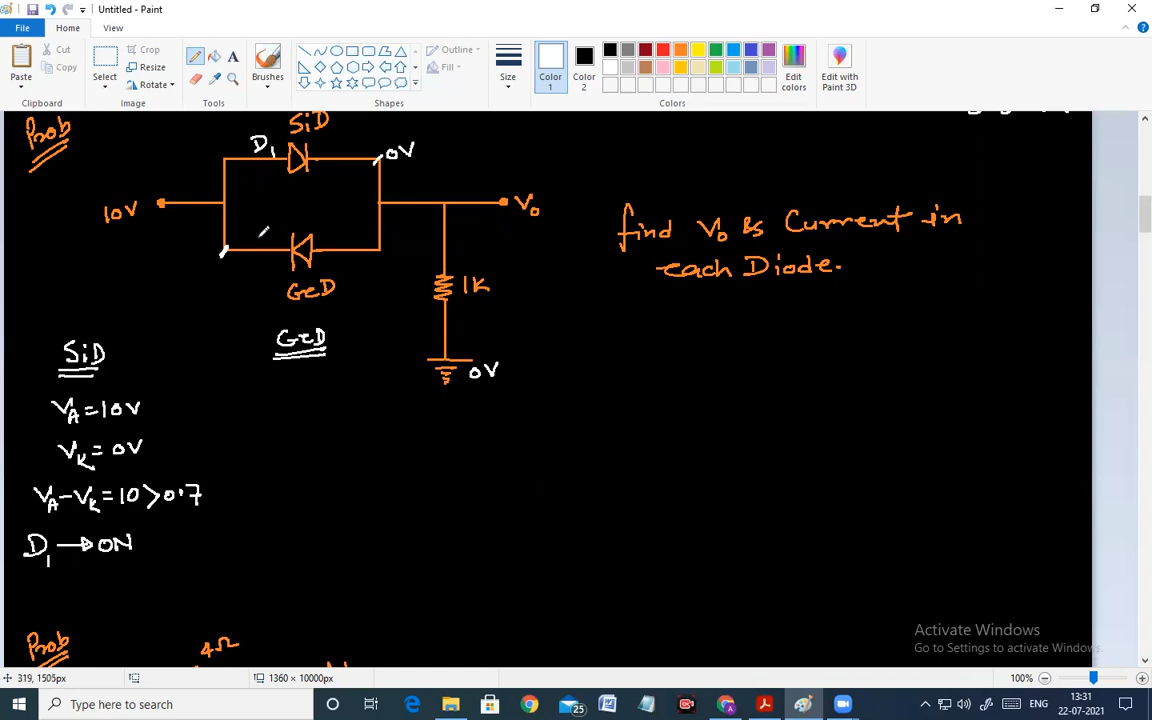 Untitled - Paint
File
Home
View
Paste
Cut
Copy
Clipboard
Select
Crop
Resize
Rotate
Image
Tools
Brushes
Outline
Fill
Shapes
Size
Color
1
Color
2
Edit
colors
Edit with
Paint 3D
Colors
Prob
SiD
D1
0V
10V
V0
find V0 & Current in
each Diode.
GeD
1K
GeD
0V
SiD
VA=10V
VK=0V
VA-VK=10>0.7
D1→ON
Prob
4Ω
Activate Windows
Go to Settings to activate Windows.
319, 1505px
1360 × 10000px
100%
Type here to search
25
ENG
13:31
22-07-2021